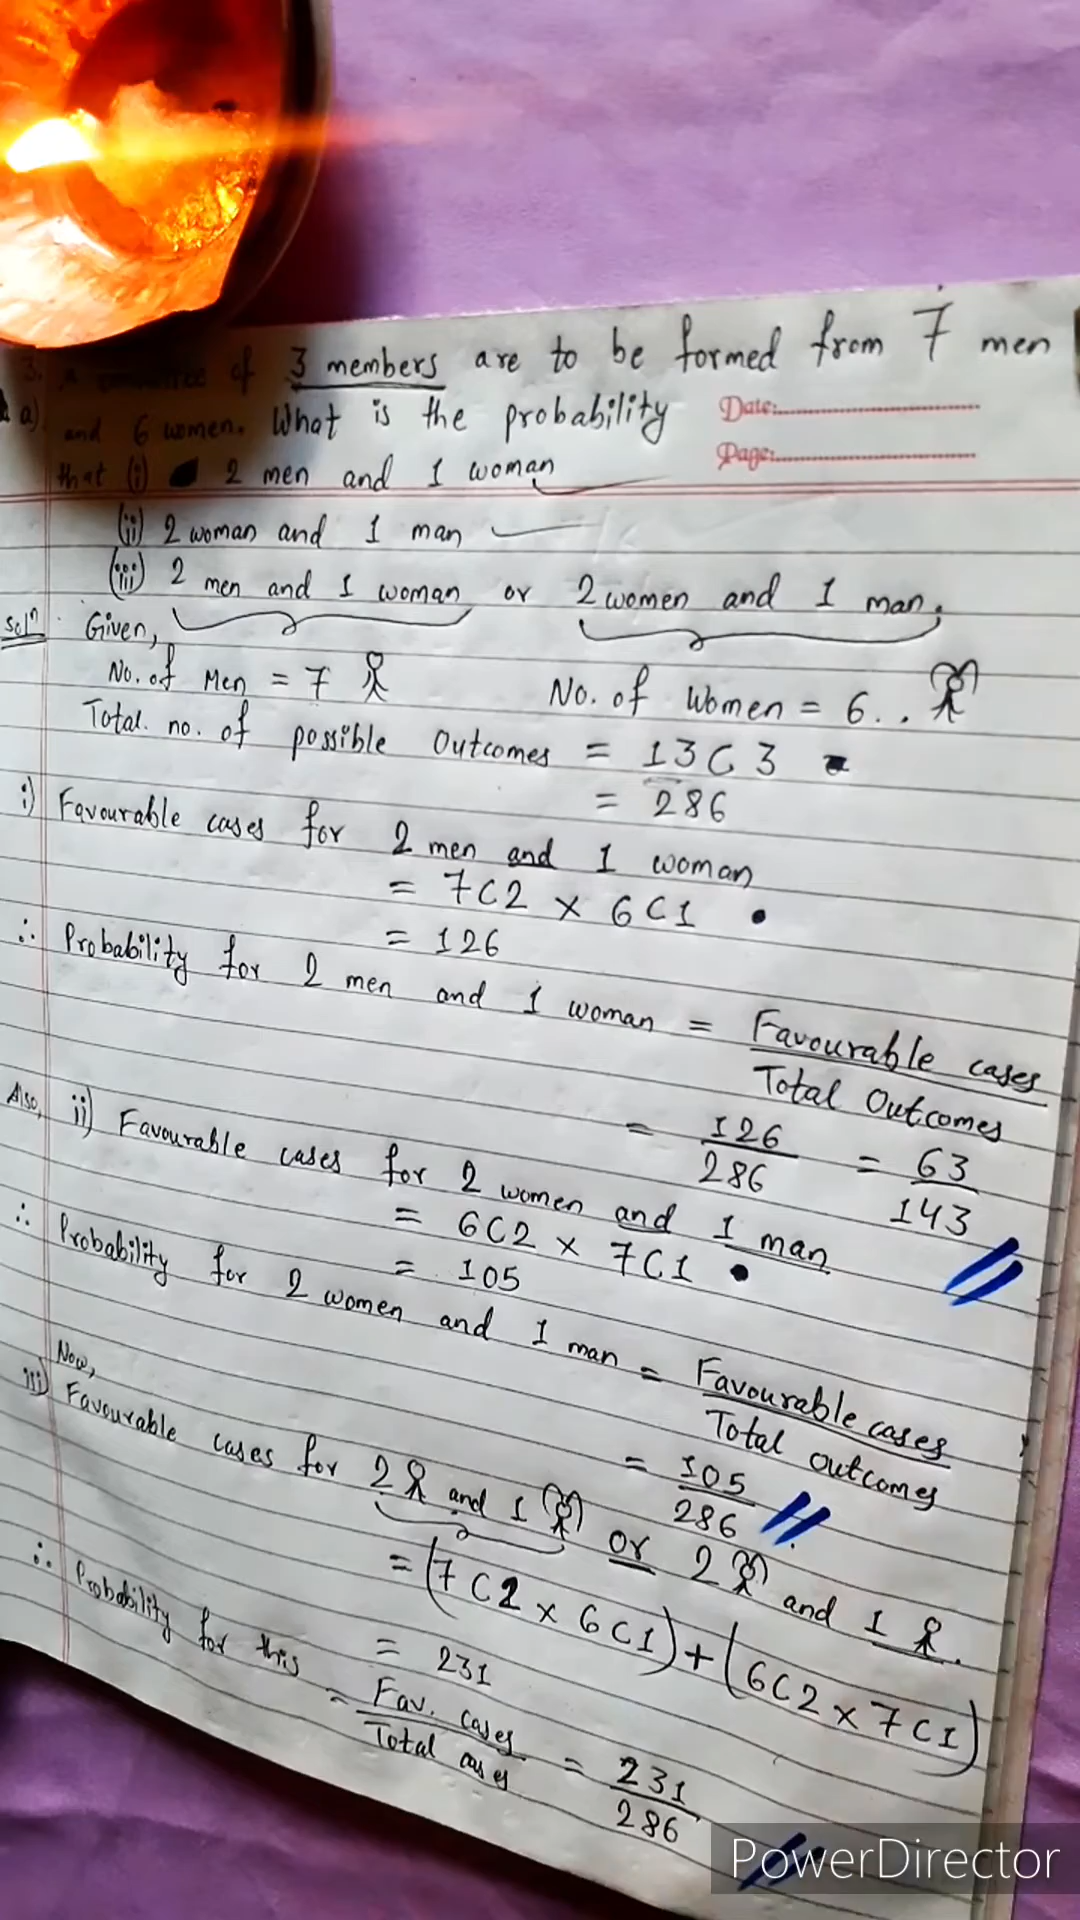 3. a committee of 3 members are to be formed from 7 men
a) and 6 women. What is the probability
Date:
Page:
that (i) 2 men and 1 woman
(ii) 2 woman and 1 man
(iii) 2 men and 1 woman or 2 women and 1 man.
Solⁿ: Given,
No. of Men = 7 No. of Women = 6..
Total. no. of possible Outcomes = 13C3
= 286
i) Favourable cases for 2 men and 1 woman
= 7C2 × 6C1
= 126
∴ Probability for 2 men and 1 woman = Favourable cases
Total Outcomes
= 126/286 = 63/143
Also, ii) Favourable cases for 2 women and 1 man
= 6C2 × 7C1
= 105
∴ Probability for 2 women and 1 man = Favourable cases
Total outcomes
= 105/286
Now,
iii) Favourable cases for 2 and 1 or 2 and 1
= (7C2 × 6C1) + (6C2 × 7C1)
= 231
∴ Probability for this = Fav. cases/Total cases = 231/286
PowerDirector